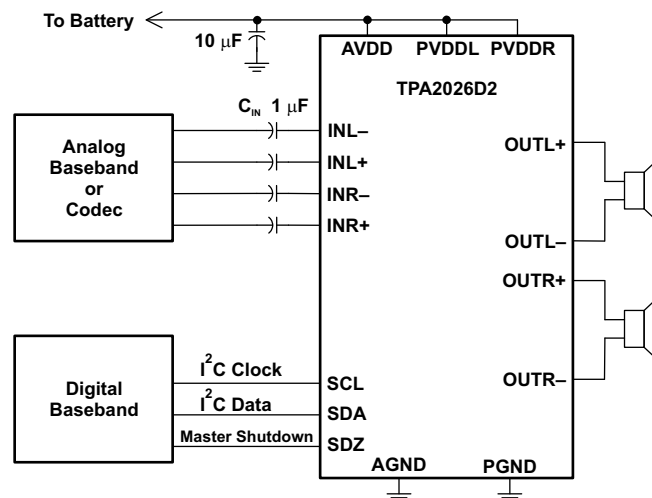 To Battery
10 μF
AVDD PVDDL PVDDR
TPA2026D2
CIN 1 μF
Analog
Baseband
or
Codec
INL–
INL+
INR–
INR+
OUTL+
OUTL–
OUTR+
OUTR–
Digital
Baseband
I²C Clock
I²C Data
Master Shutdown
SCL
SDA
SDZ
AGND PGND